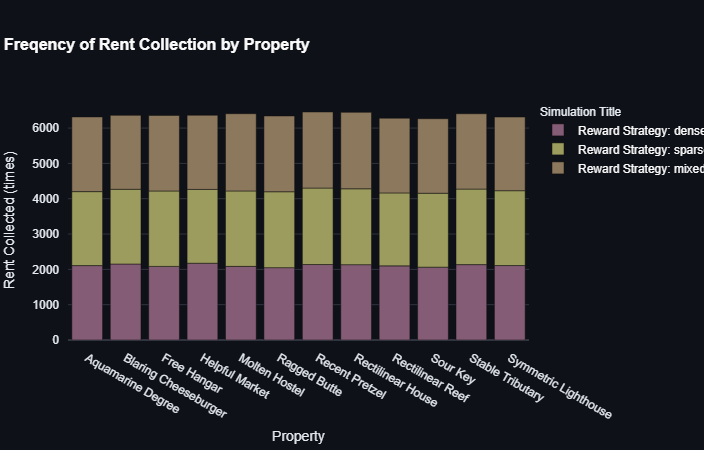 Freqency of Rent Collection by Property
Simulation Title
Reward Strategy: dense
Reward Strategy: spars
Reward Strategy: mixed
Rent Collected (times)
6000
5000
4000
3000
2000
1000
0
Aquamarine Degree
Blaring Cheeseburger
Free Hangar
Helpful Market
Molten Hostel
Ragged Butte
Recent Pretzel
Rectilinear House
Rectilinear Reef
Sour Key
Stable Tributary
Symmetric Lighthouse
Property